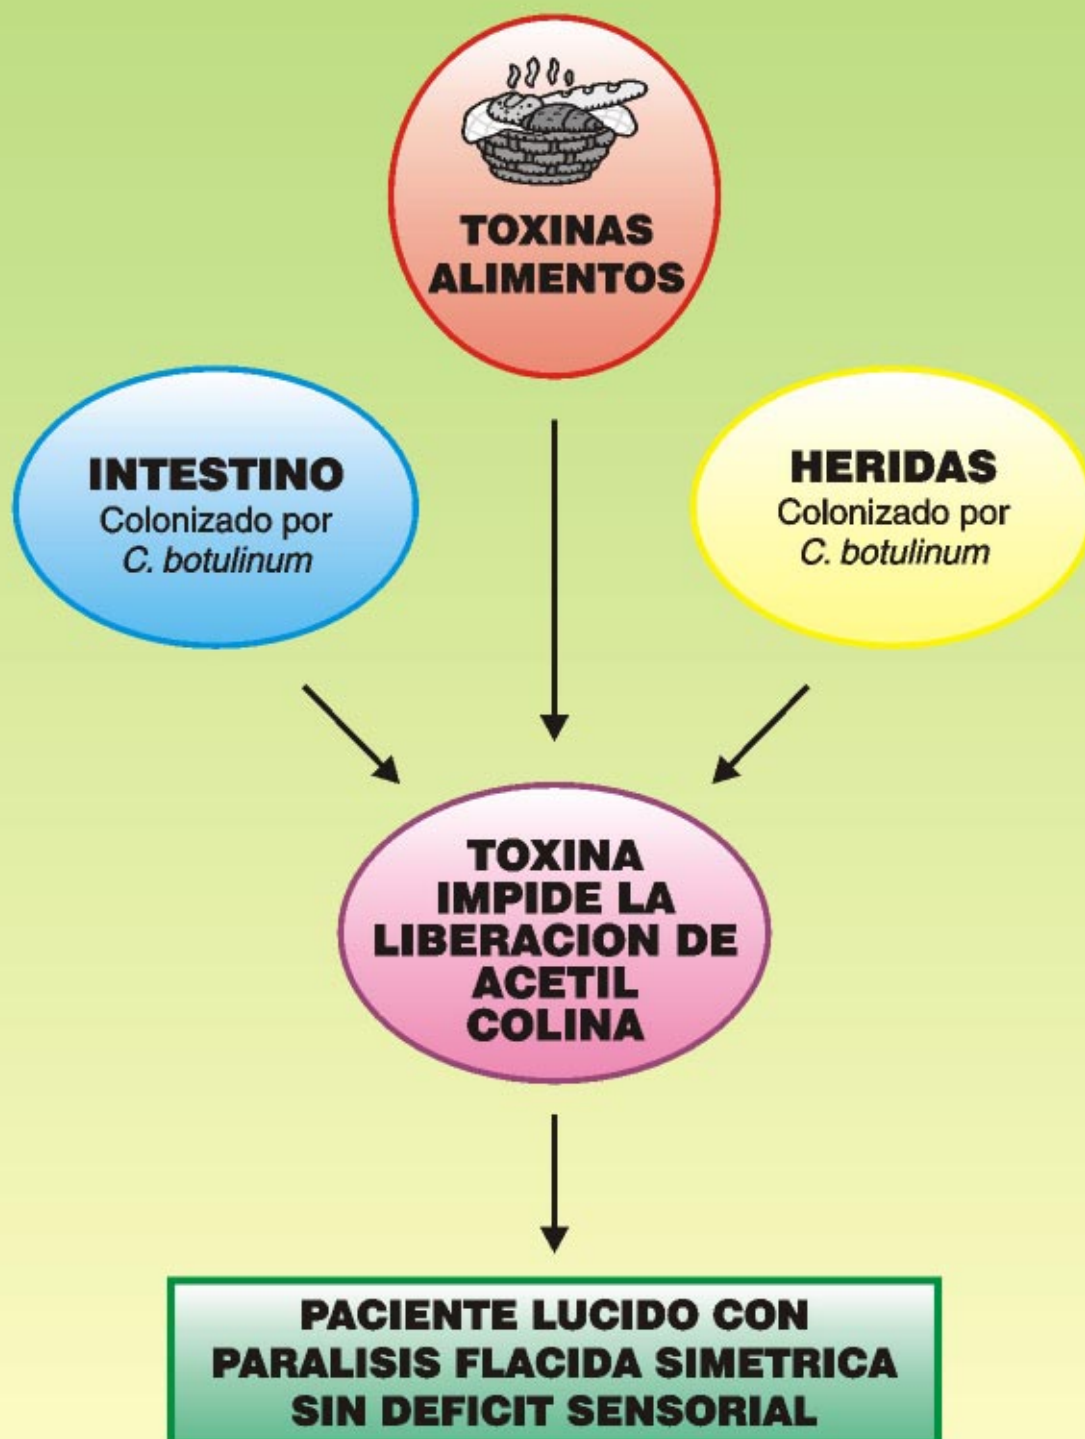 TOXINAS
ALIMENTOS
INTESTINO
Colonizado por
C. botulinum
HERIDAS
Colonizado por
C. botulinum
TOXINA
IMPIDE LA
LIBERACION DE
ACETIL
COLINA
PACIENTE LUCIDO CON
PARALISIS FLACIDA SIMETRICA
SIN DEFICIT SENSORIAL